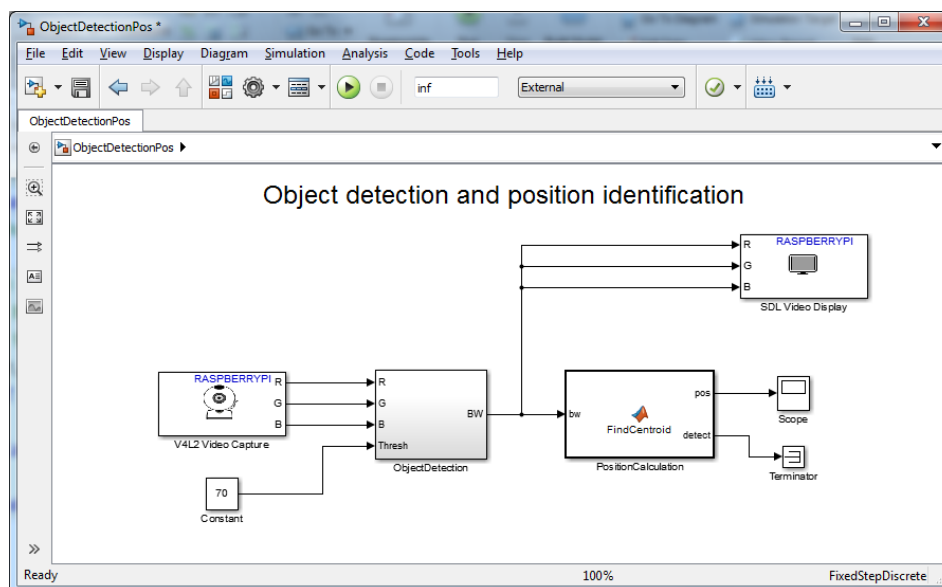 ObjectDetectionPos *
File Edit View Display Diagram Simulation Analysis Code Tools Help
inf
External
ObjectDetectionPos
ObjectDetectionPos
Object detection and position identification
RASPBERRYPI
R
G
B
SDL Video Display
RASPBERRYPI
R
G
B
V4L2 Video Capture
R
G
B
Thresh
BW
ObjectDetection
bw
FindCentroid
pos
detect
PositionCalculation
Scope
Terminator
70
Constant
Ready 100% FixedStepDiscrete